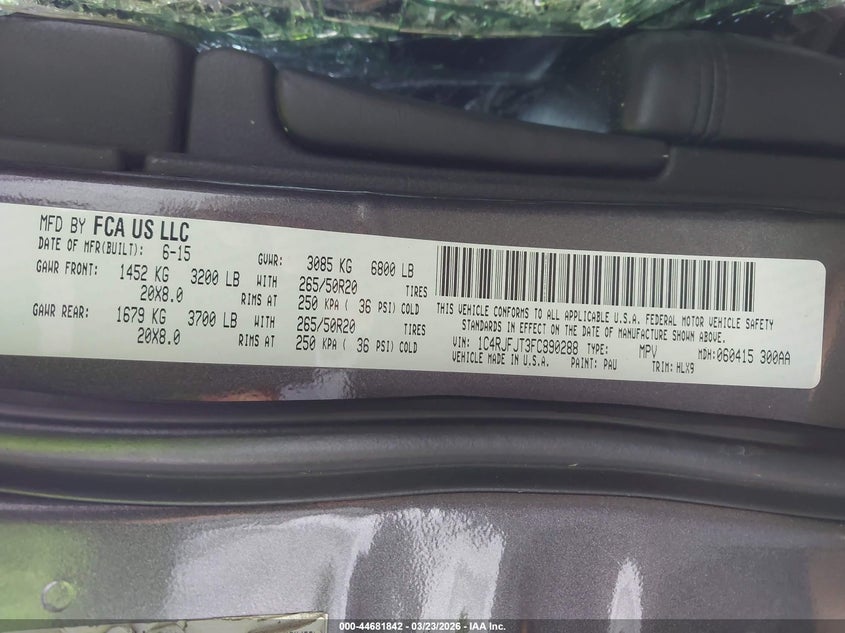 MFD BY FCA US LLC
DATE OF MFR(BUILT): 6-15 GVWR: 3085 KG 6800 LB
GAWR FRONT: 1452 KG 3200 LB WITH 265/50R20 TIRES
20X8.0 RIMS AT 250 KPA ( 36 PSI) COLD
GAWR REAR: 1679 KG 3700 LB WITH 265/50R20 TIRES
20X8.0 RIMS AT 250 KPA ( 36 PSI) COLD
THIS VEHICLE CONFORMS TO ALL APPLICABLE U.S.A. FEDERAL MOTOR VEHICLE SAFETY
STANDARDS IN EFFECT ON THE DATE OF MANUFACTURE SHOWN ABOVE.
VIN: 1C4RJFJT3FC890288 TYPE: MPV MDH: 060415 300AA
VEHICLE MADE IN U.S.A. PAINT: PAU TRIM: HLX9
000-44681842 - 03/23/2026 - IAA Inc.